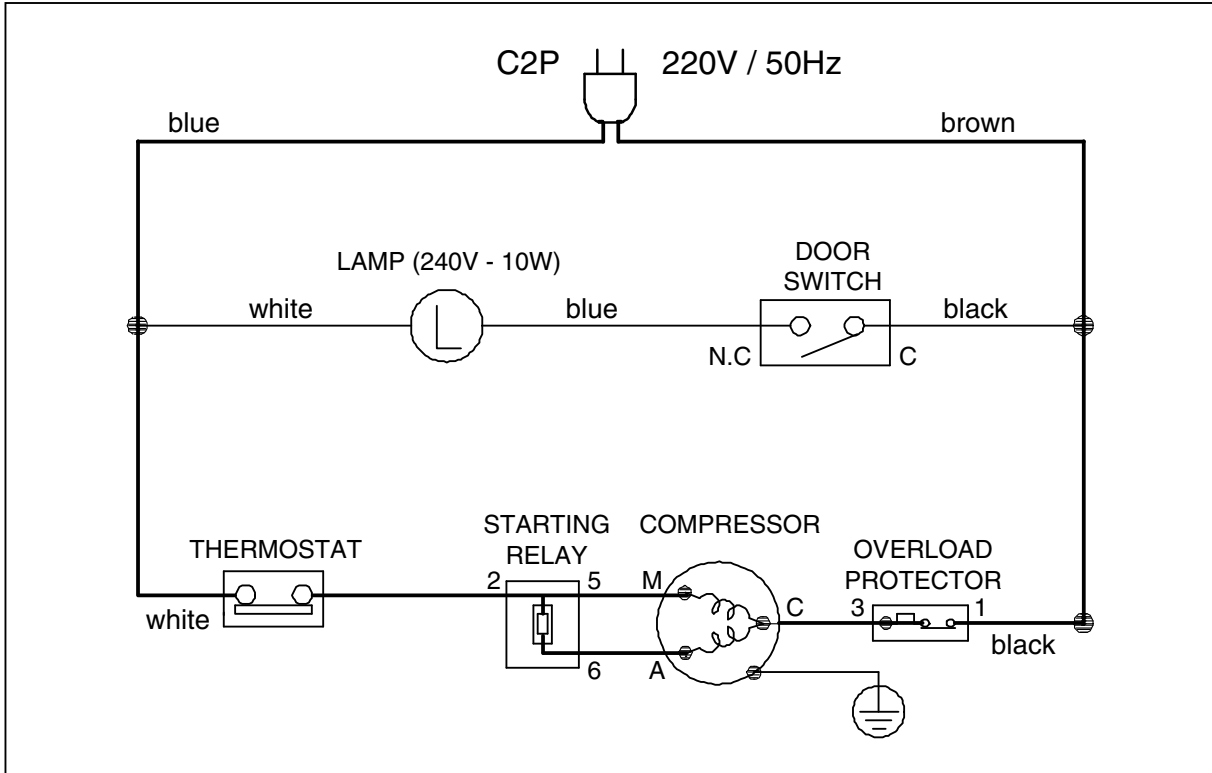 C2P 220V / 50Hz
blue
brown
LAMP (240V - 10W)
DOOR
SWITCH
white
blue
black
N.C
C
L
STARTING
RELAY
COMPRESSOR
THERMOSTAT
OVERLOAD
PROTECTOR
2
5
M
C
3
1
white
6
A
black